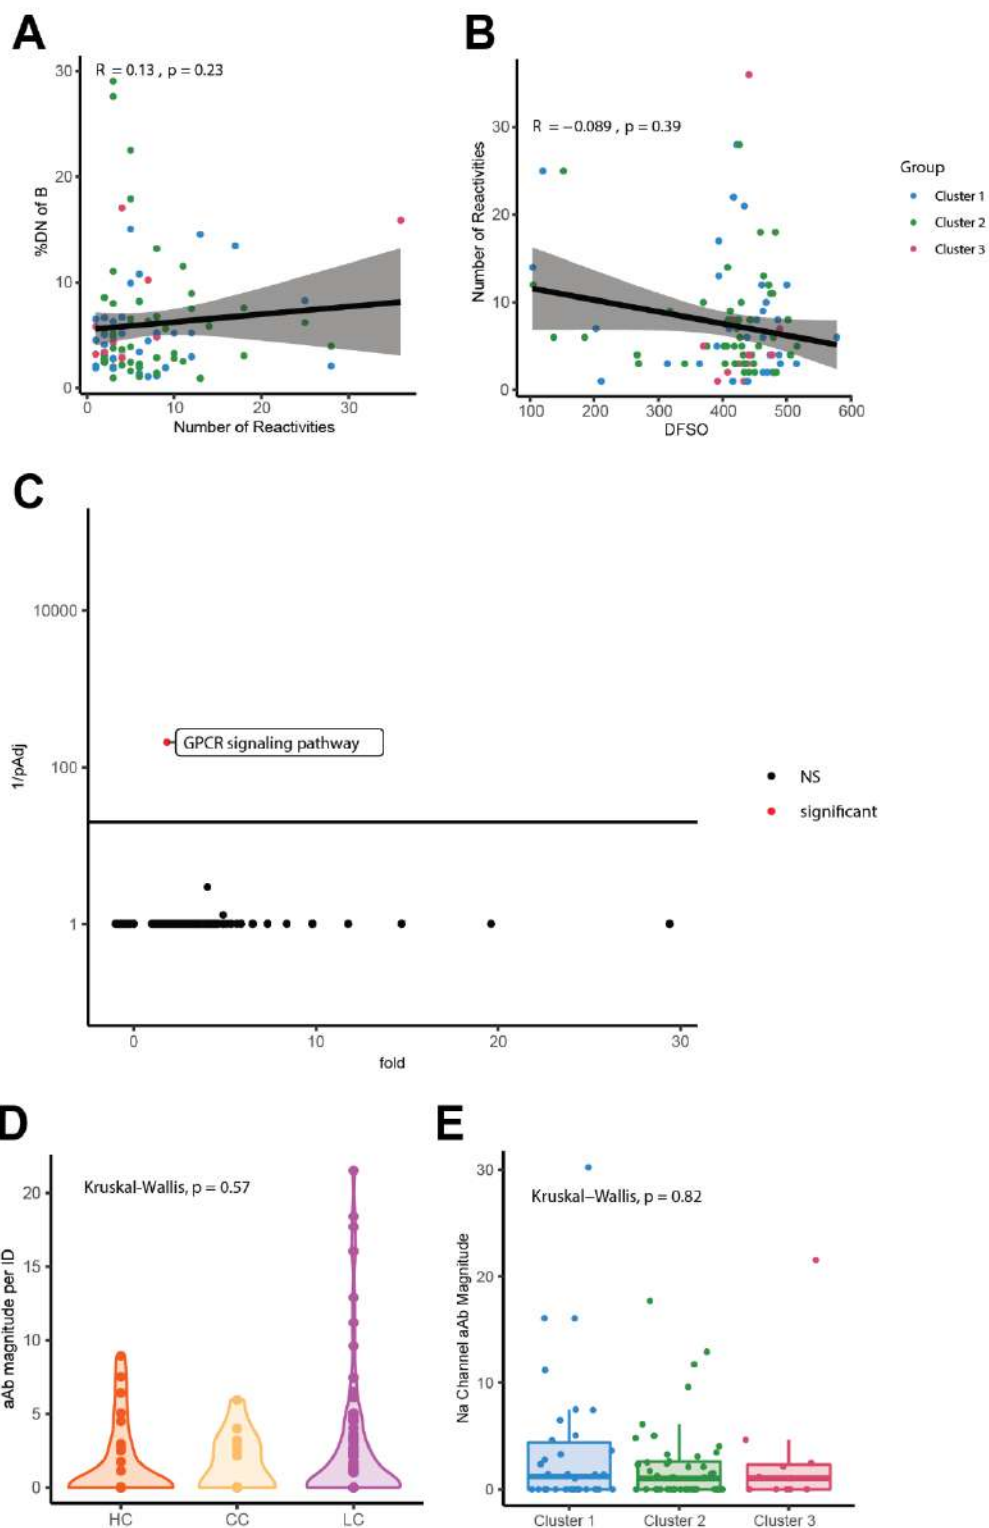 A
R = 0.13 , p = 0.23
%DN of B
30
20
10
0
0 10 20 30
Number of Reactivities
B
R = −0.089 , p = 0.39
Number of Reactivities
30
20
10
0
100 200 300 400 500 600
DFSO
Group
Cluster 1
Cluster 2
Cluster 3
C
1/pAdj
10000
100
1
GPCR signaling pathway
0 10 20 30
fold
NS
significant
D
Kruskal-Wallis, p = 0.57
aAb magnitude per ID
20
15
10
5
0
HC CC LC
E
Kruskal–Wallis, p = 0.82
Na Channel aAb Magnitude
30
20
10
0
Cluster 1 Cluster 2 Cluster 3